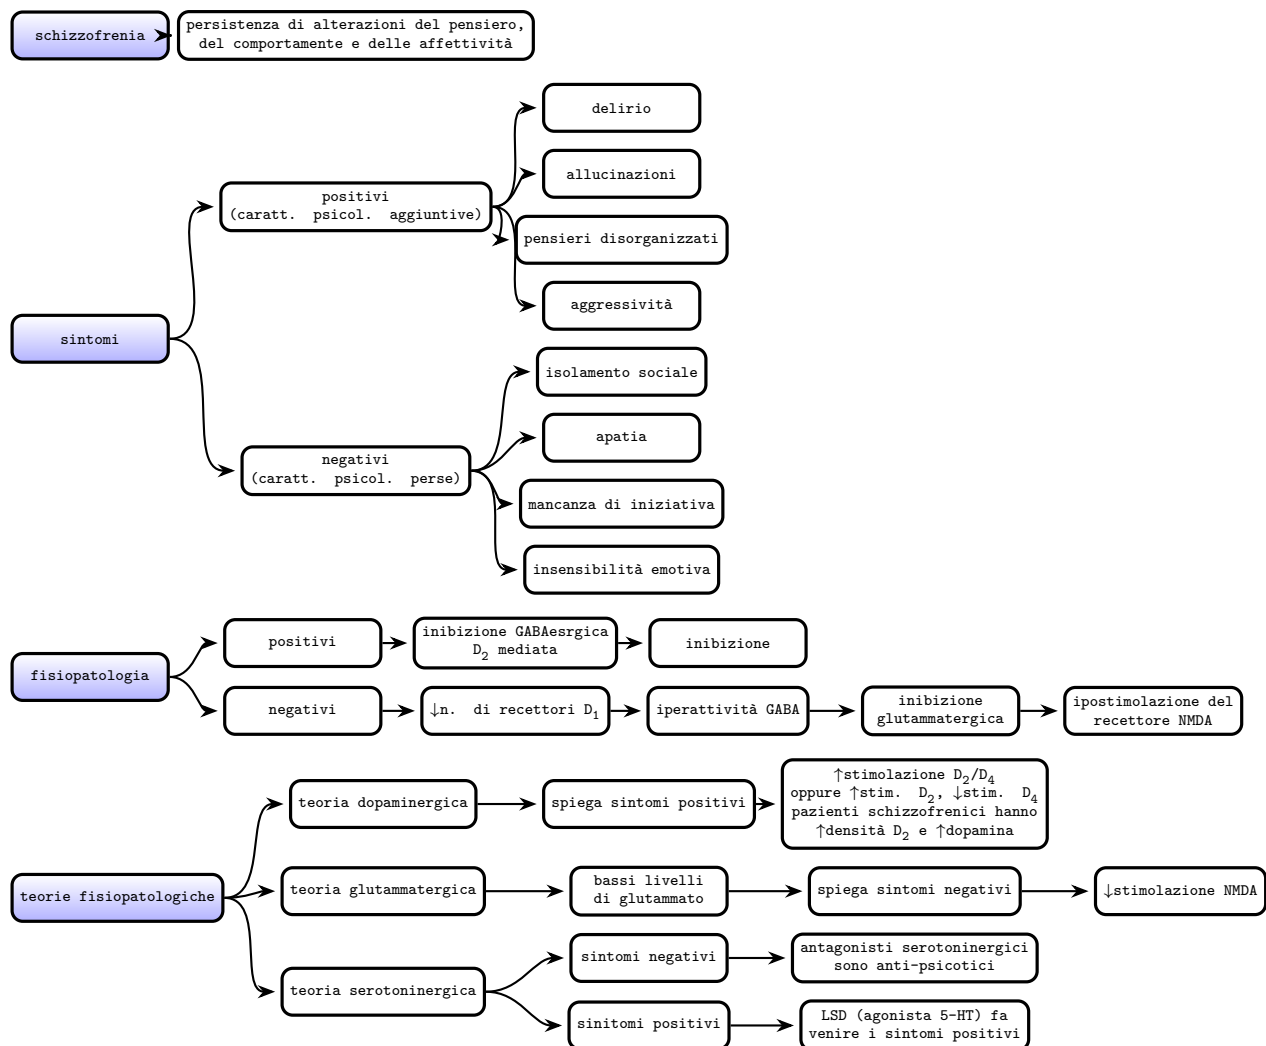 schizzofrenia
persistenza di alterazioni del pensiero,
del comportamente e delle affettività
sintomi
positivi
(caratt. psicol. aggiuntive)
delirio
allucinazioni
pensieri disorganizzati
aggressività
negativi
(caratt. psicol. perse)
isolamento sociale
apatia
mancanza di iniziativa
insensibilità emotiva
fisiopatologia
positivi
inibizione GABAesrgica
D₂ mediata
inibizione
negativi
↓n. di recettori D₁
iperattività GABA
inibizione
glutammatergica
ipostimolazione del
recettore NMDA
teorie fisiopatologiche
teoria dopaminergica
spiega sintomi positivi
↑stimolazione D₂/D₄
oppure ↑stim. D₂, ↓stim. D₄
pazienti schizzofrenici hanno
↑densità D₂ e ↑dopamina
teoria glutammatergica
bassi livelli
di glutammato
spiega sintomi negativi
↓stimolazione NMDA
teoria serotoninergica
sintomi negativi
antagonisti serotoninergici
sono anti-psicotici
sinitomi positivi
LSD (agonista 5-HT) fa
venire i sintomi positivi